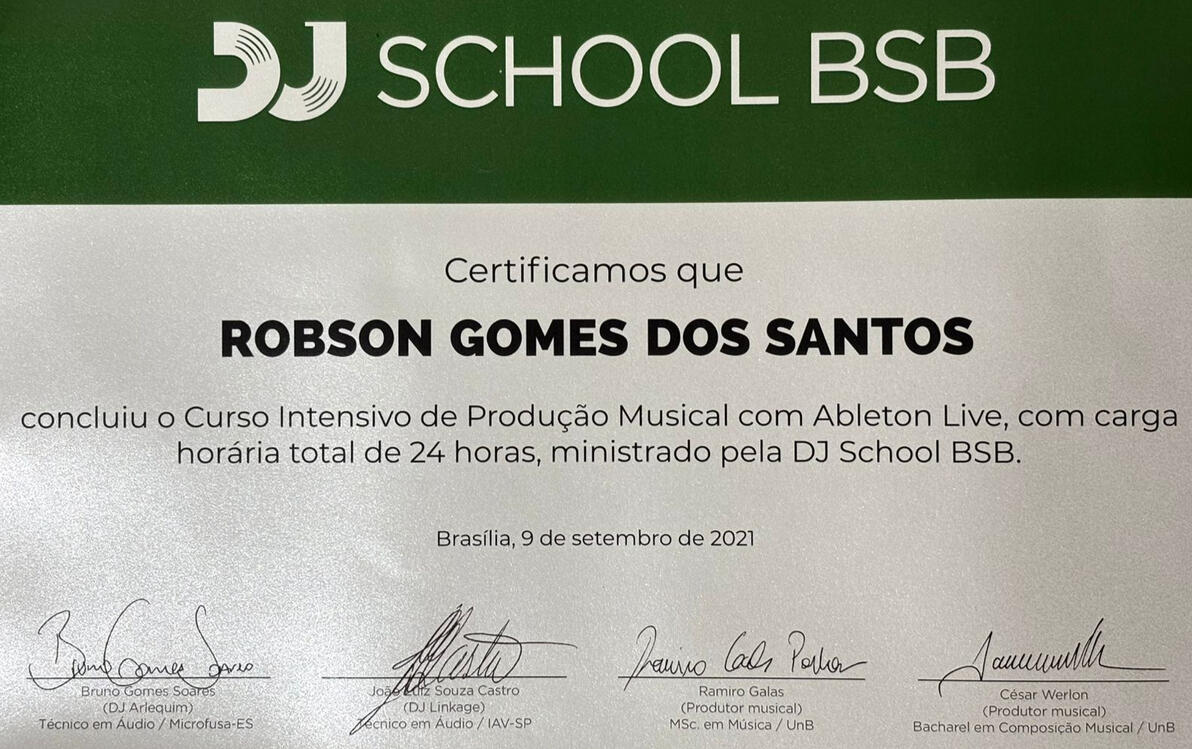 DJ SCHOOL BSB
Certificamos que
ROBSON GOMES DOS SANTOS
concluiu o Curso Intensivo de Produção Musical com Ableton Live, com carga
horária total de 24 horas, ministrado pela DJ School BSB.
Brasília, 9 de setembro de 2021
Bruno Gomes Soares
Bruno Gomes Soares
(DJ Arlequim)
Técnico em Áudio / Microfusa-ES
João Luiz Souza Castro
(DJ Linkage)
Técnico em Áudio / IAV-SP
Ramiro Galas
(Produtor musical)
MSc. em Música / UnB
César Werlon
(Produtor musical)
Bacharel em Composição Musical / UnB